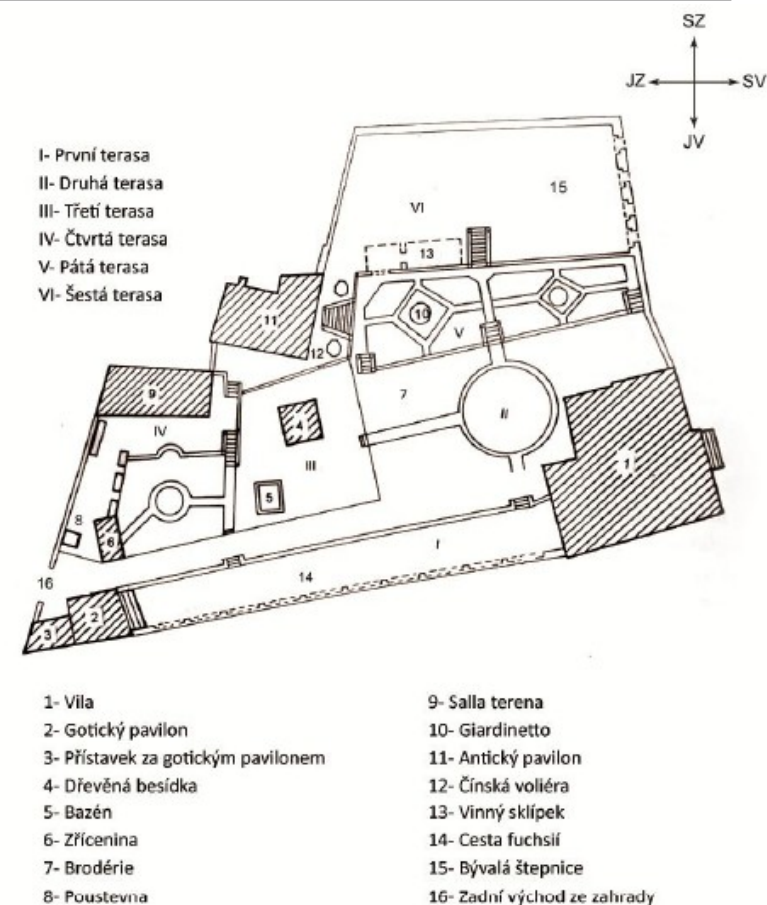 SZ
JZ SV
JV
I- První terasa
II- Druhá terasa
III- Třetí terasa
IV- Čtvrtá terasa
V- Pátá terasa
VI- Šestá terasa
15
VI
13
10
11
V
12
9
7
II
4
IV
III
1
5
8
6
I
16
14
2
3
1- Vila
2- Gotický pavilon
3- Přístavek za gotickým pavilonem
4- Dřevěná besídka
5- Bazén
6- Zřícenina
7- Brodérie
8- Poustevna
9- Salla terena
10- Giardinetto
11- Antický pavilon
12- Čínská voliéra
13- Vinný sklípek
14- Cesta fuchsií
15- Bývalá štepnice
16- Zadní východ ze zahrady